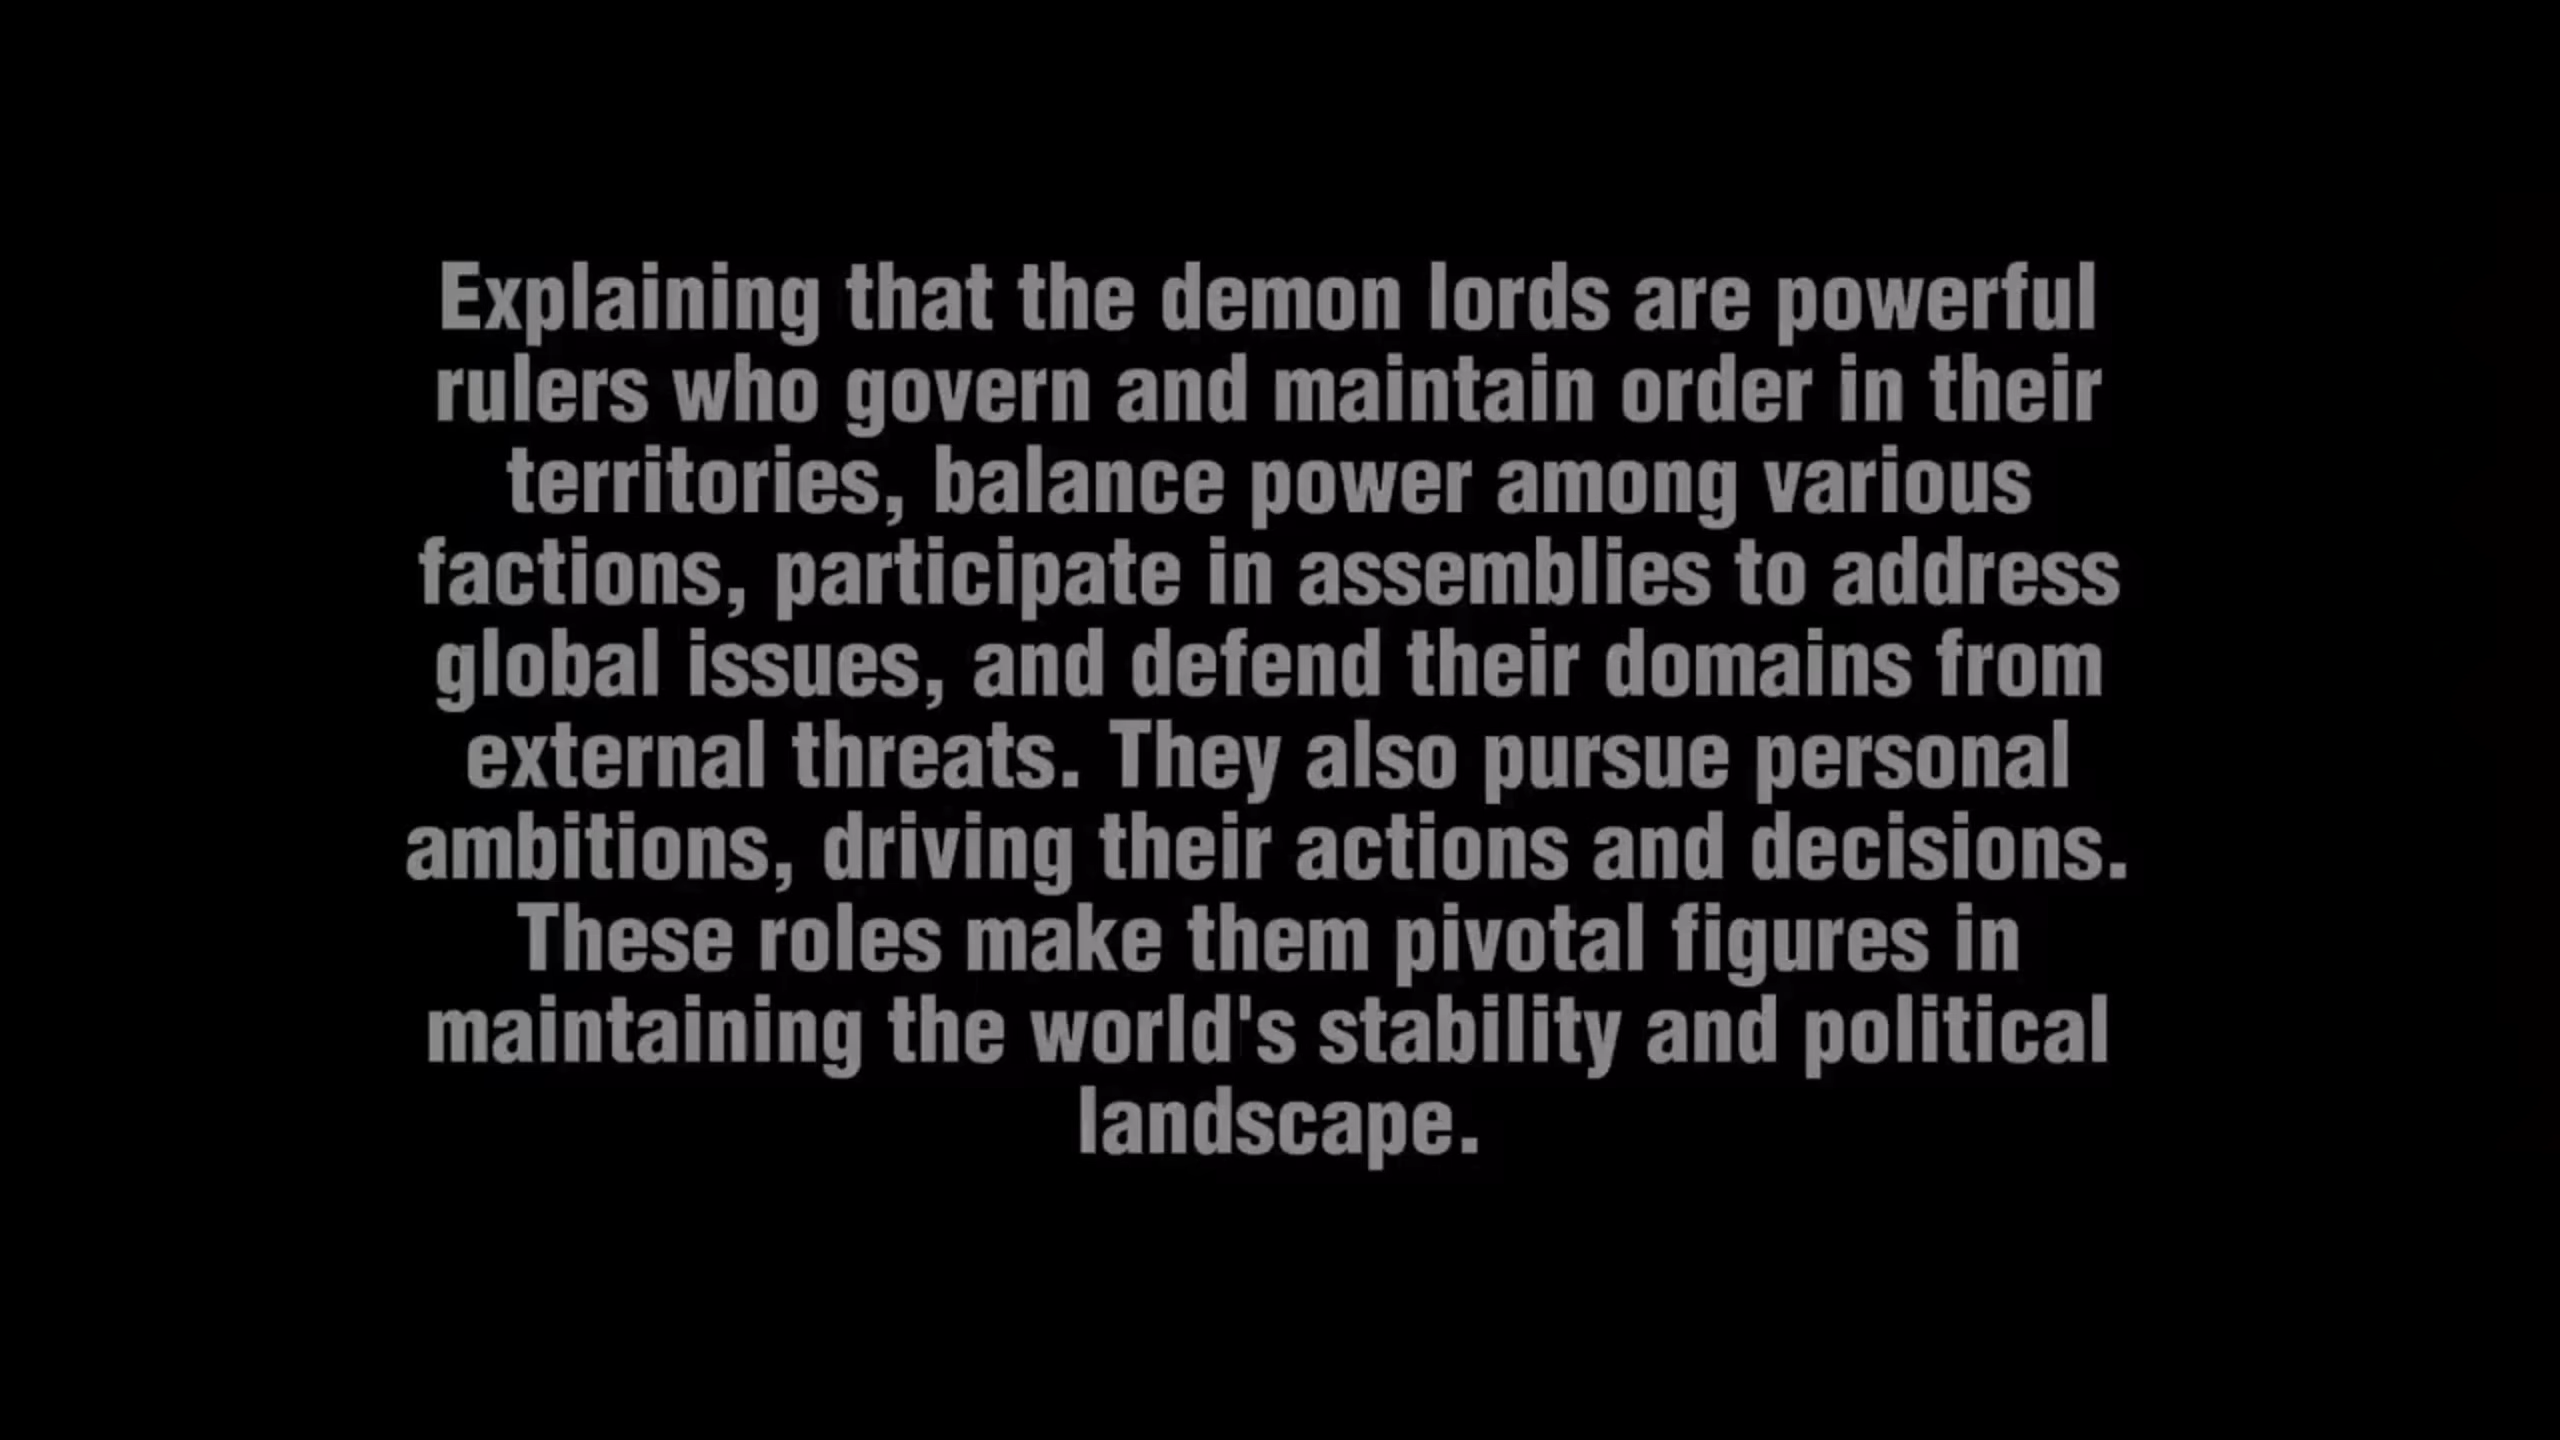 Explaining that the demon lords are powerful
rulers who govern and maintain order in their
territories, balance power among various
factions, participate in assemblies to address
global issues, and defend their domains from
external threats. They also pursue personal
ambitions, driving their actions and decisions.
These roles make them pivotal figures in
maintaining the world's stability and political
landscape.